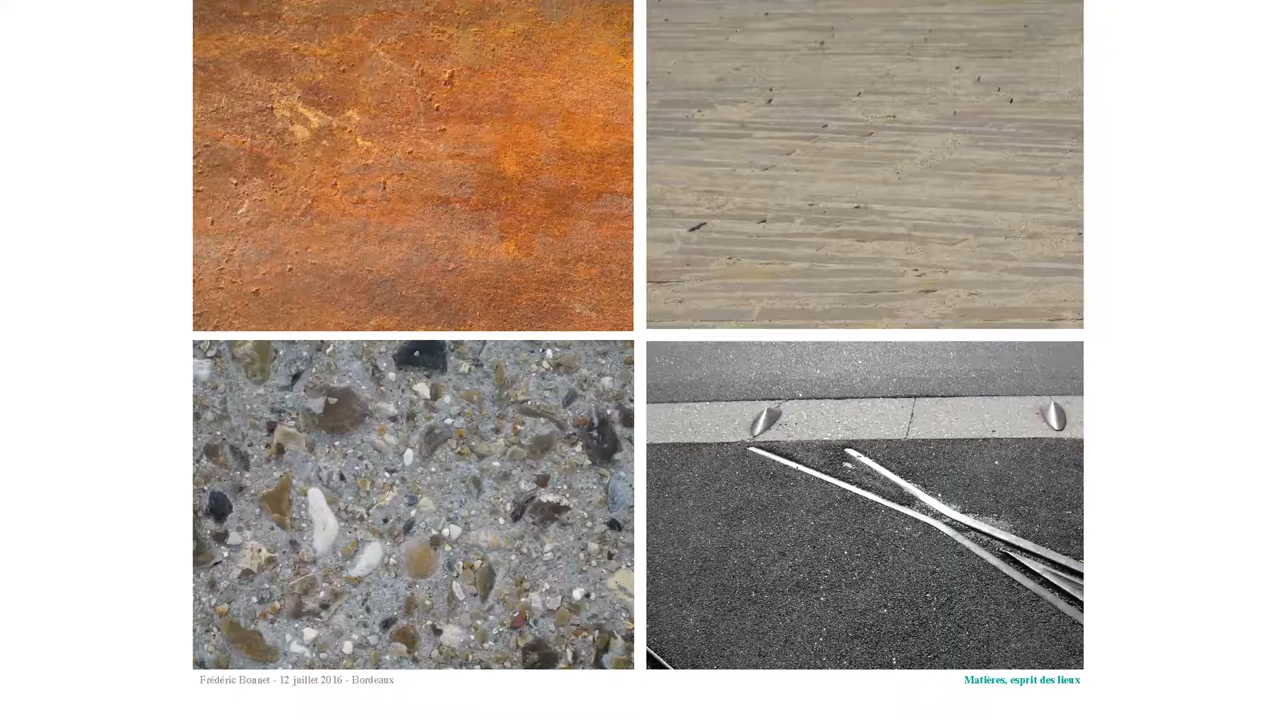 Frédéric Bonnet - 12 juillet 2016 - Bordeaux
Matières, esprit des lieux